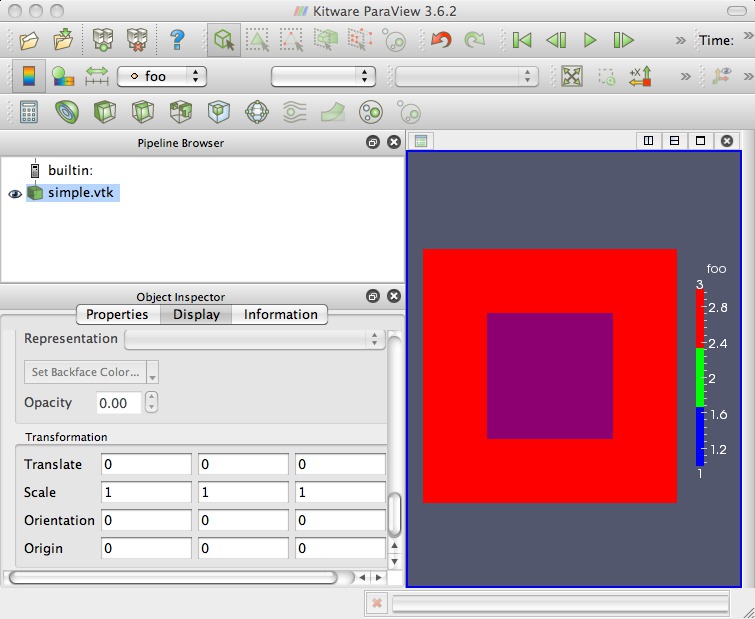 Kitware ParaView 3.6.2
Time:
foo
Pipeline Browser
builtin:
simple.vtk
Object Inspector
Properties
Display
Information
Representation
Set Backface Color...
Opacity
0.00
Transformation
Translate 0 0 0
Scale 1 1 1
Orientation 0 0 0
Origin 0 0 0
foo
3
2.8
2.4
2
1.6
1.2
1